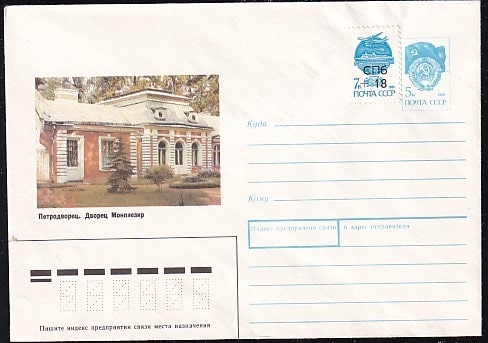 СПб
18
7к
ПОЧТА СССР
5к
ПОЧТА СССР
Куда
Петродворец. Дворец Монплезир
Кому
Индекс предприятия связи и адрес отправителя
Пишите индекс предприятия связи места назначения